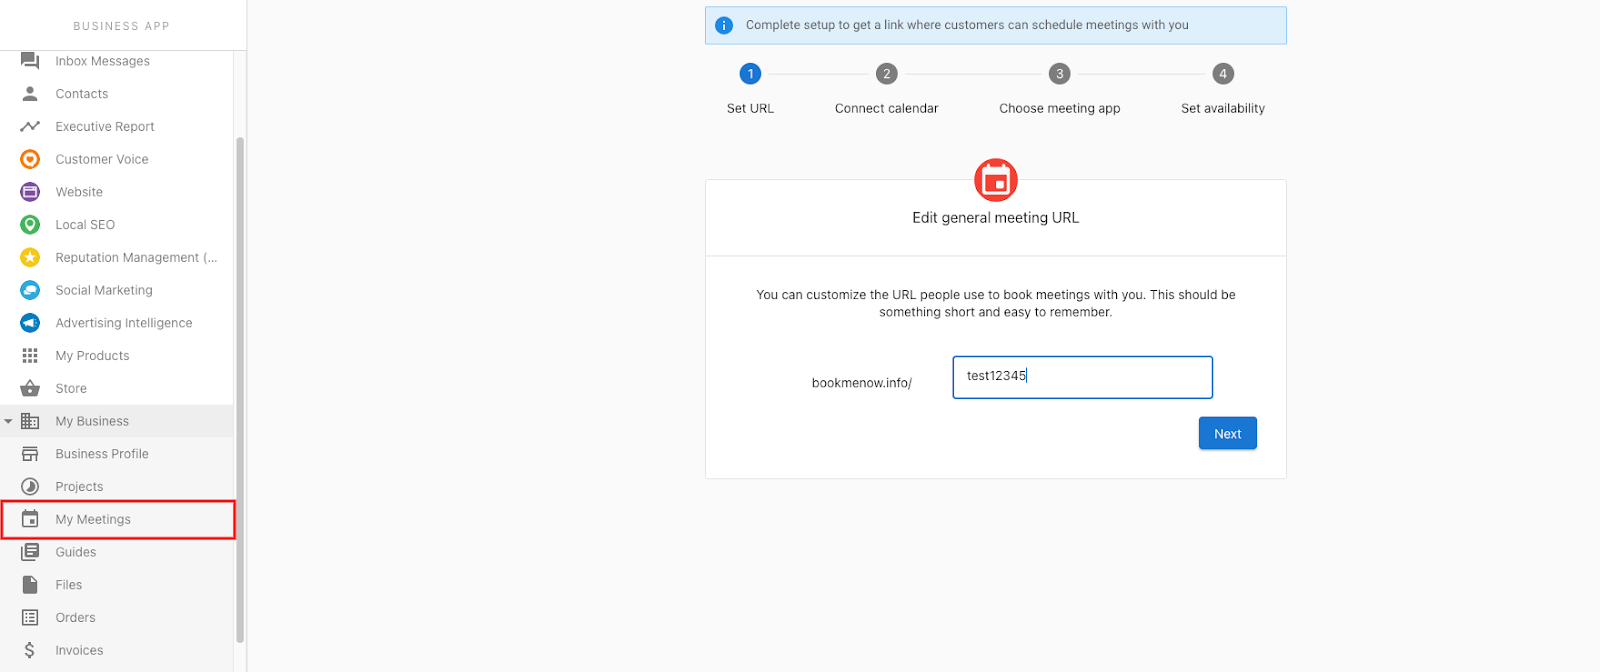 BUSINESS APP
Inbox Messages
Contacts
Executive Report
Customer Voice
Website
Local SEO
Reputation Management (...
Social Marketing
Advertising Intelligence
My Products
Store
My Business
Business Profile
Projects
My Meetings
Guides
Files
Orders
Invoices
Complete setup to get a link where customers can schedule meetings with you
1 2 3 4
Set URL Connect calendar Choose meeting app Set availability
Edit general meeting URL
You can customize the URL people use to book meetings with you. This should be
something short and easy to remember.
bookmenow.info/ test12345
Next